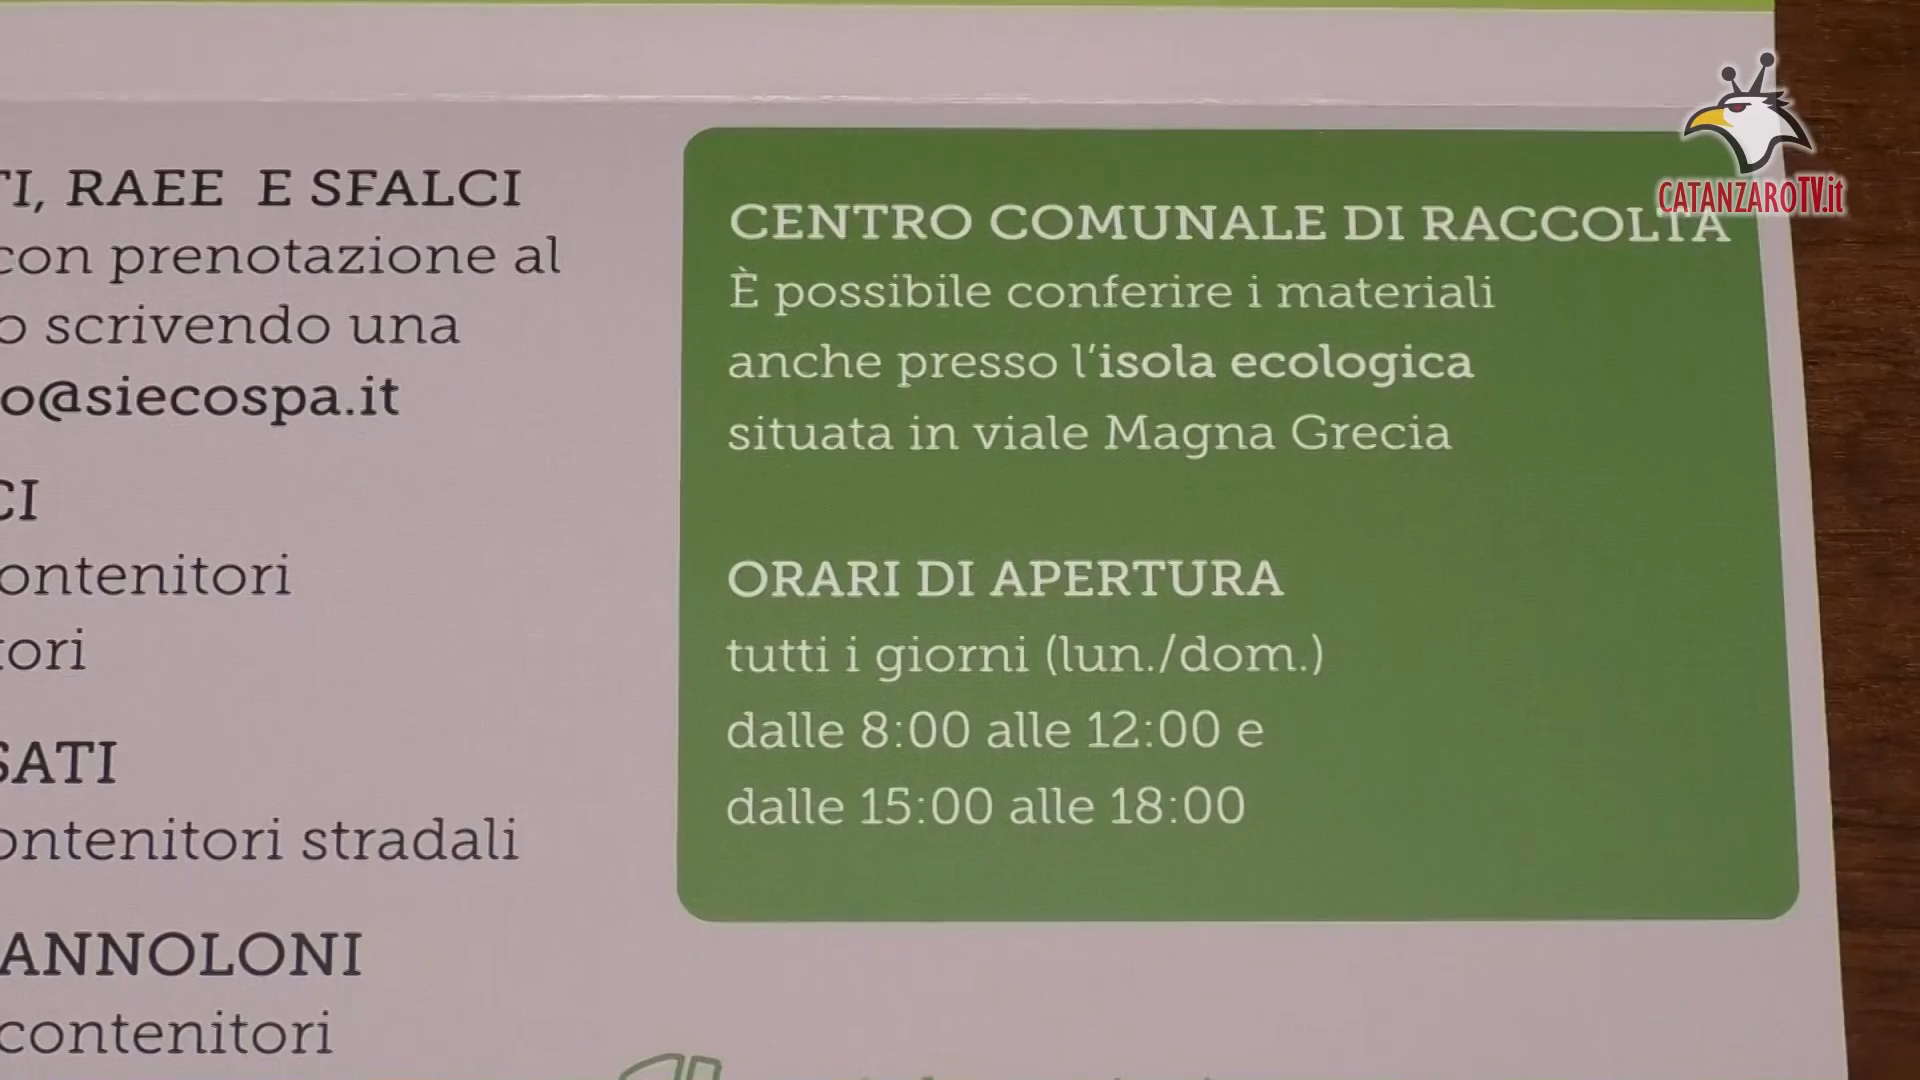 TI, RAEE E SFALCI
con prenotazione al
o scrivendo una
o@siecospa.it
CI
ontenitori
tori
SATI
ontenitori stradali
ANNOLONI
contenitori
CENTRO COMUNALE DI RACCOLTA
È possibile conferire i materiali
anche presso l'isola ecologica
situata in viale Magna Grecia
ORARI DI APERTURA
tutti i giorni (lun./dom.)
dalle 8:00 alle 12:00 e
dalle 15:00 alle 18:00
CATANZAROTV.it